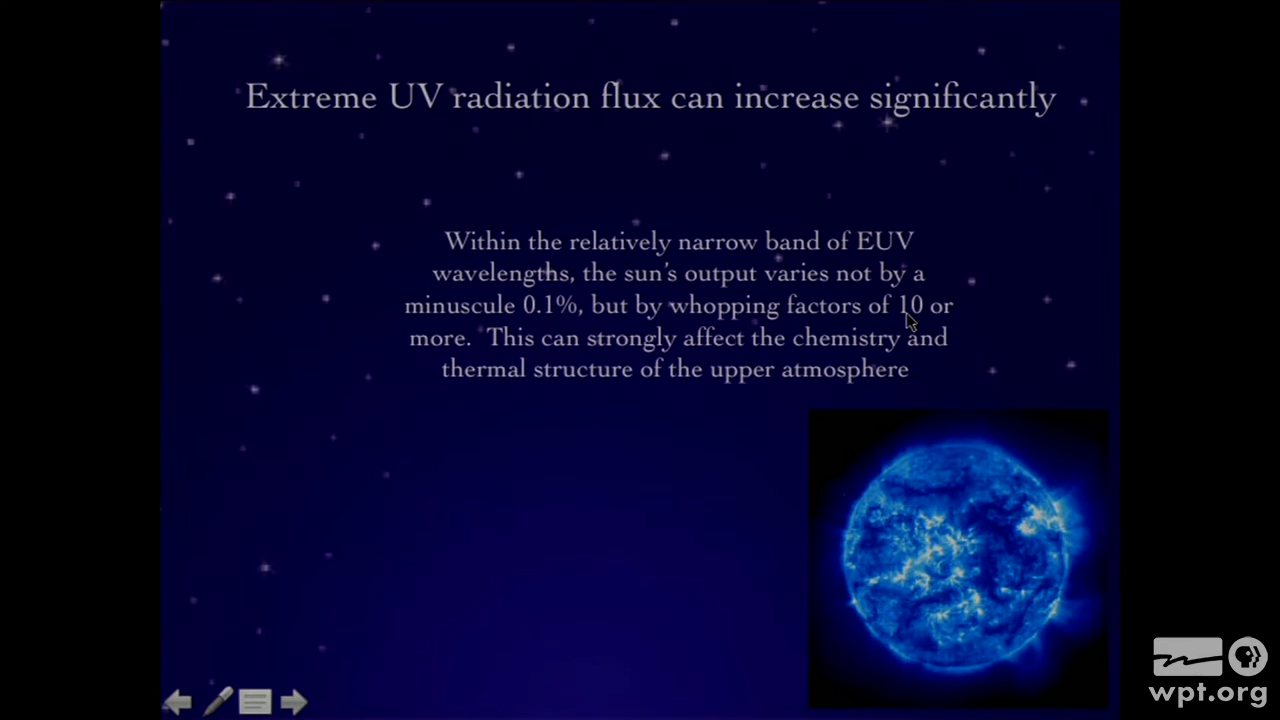 Extreme UV radiation flux can increase significantly
Within the relatively narrow band of EUV
wavelengths, the sun's output varies not by a
minuscule 0.1%, but by whopping factors of 10 or
more. This can strongly affect the chemistry and
thermal structure of the upper atmosphere
wpt.org